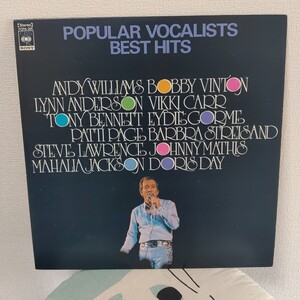 POPULAR VOCALISTS
BEST HITS
ANDY WILLIAMS BOBBY VINTON
LYNN ANDERSON VIKKI CARR
TONY BENNETT EYDIE GORME
PATTI PAGE BARBRA STREISAND
STEVE LAWRENCE JOHNNY MATHIS
MAHALIA JACKSON DORIS DAY